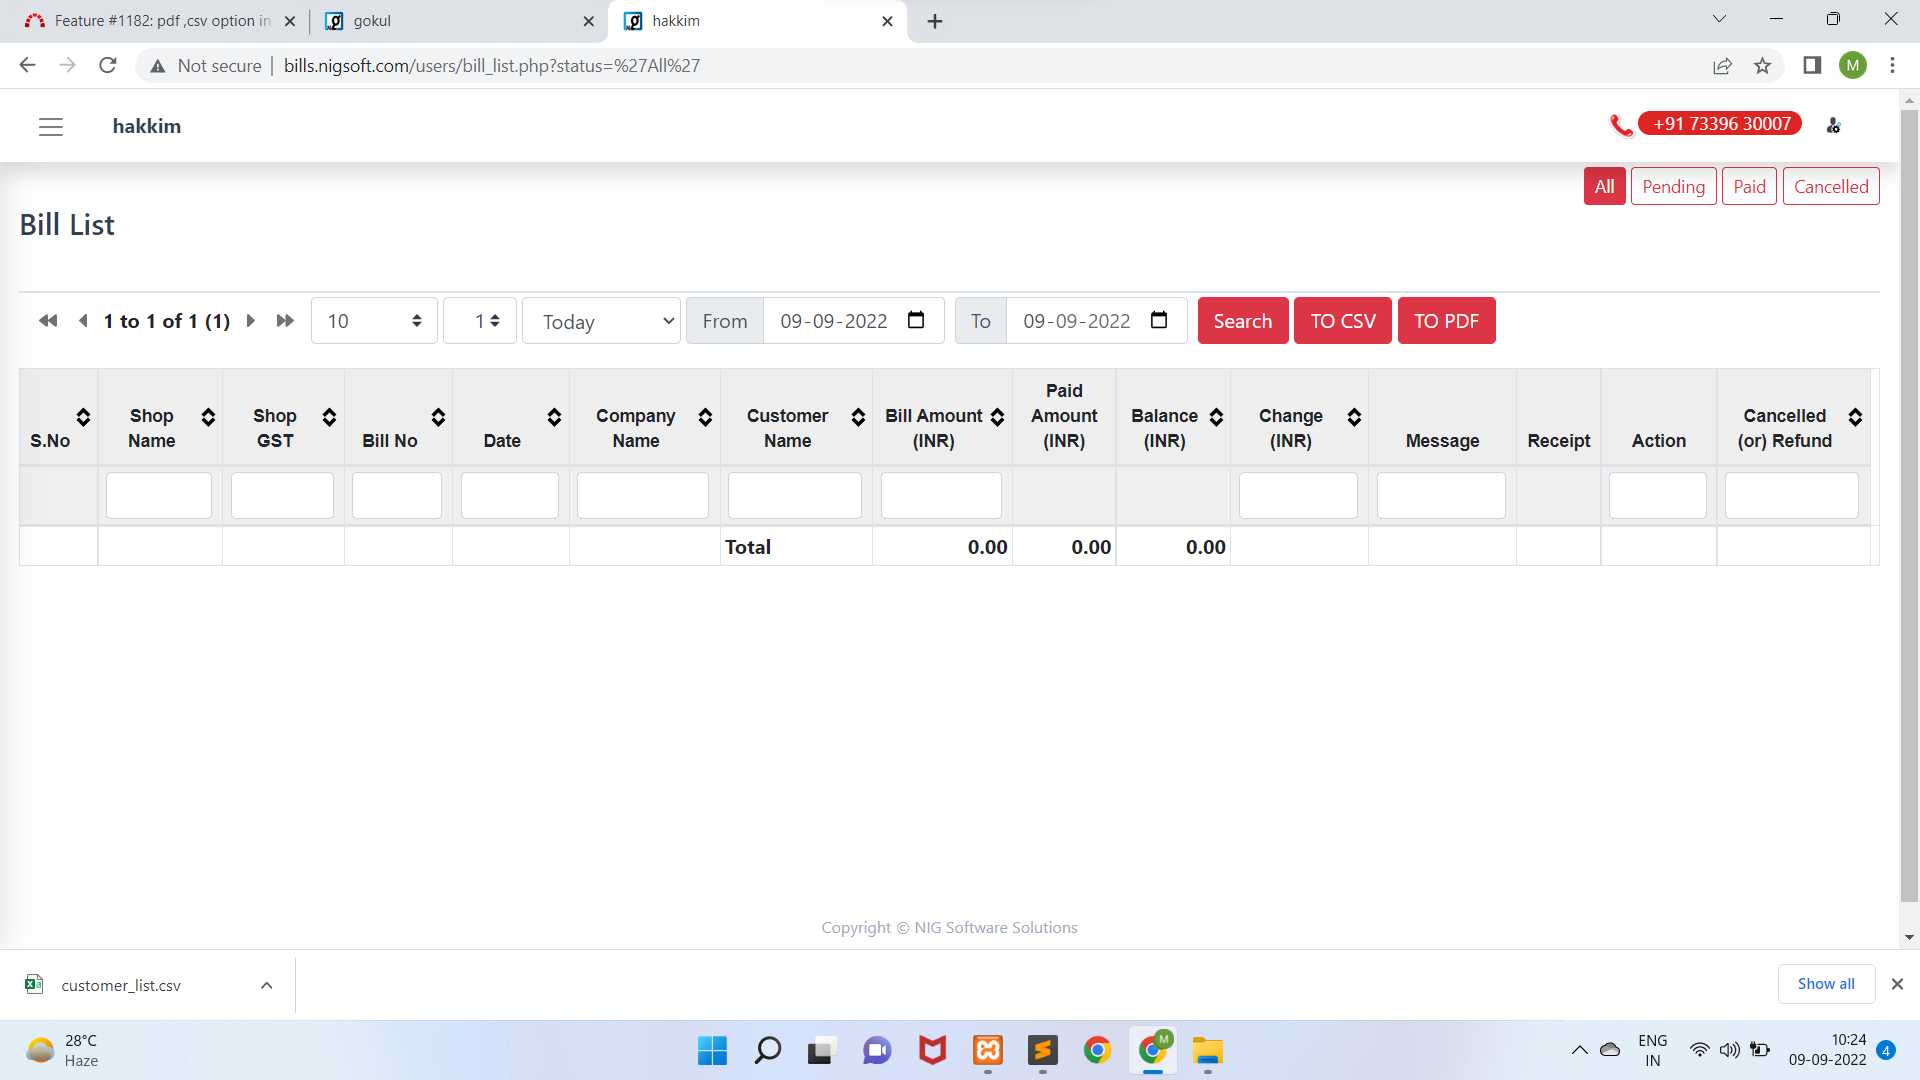 Feature #1182: pdf ,csv option in
gokul
hakkim
Not secure
bills.nigsoft.com/users/bill_list.php?status=%27All%27
M
hakkim
+91 73396 30007
All
Pending
Paid
Cancelled
Bill List
1 to 1 of 1 (1)
10
1
Today
From
09-09-2022
To
09-09-2022
Search
TO CSV
TO PDF
S.No
Shop
Name
Shop
GST
Bill No
Date
Company
Name
Customer
Name
Bill Amount
(INR)
Paid
Amount
(INR)
Balance
(INR)
Change
(INR)
Message
Receipt
Action
Cancelled
(or) Refund
Total
0.00
0.00
0.00
Copyright © NIG Software Solutions
customer_list.csv
Show all
28°C
Haze
M
ENG
IN
10:24
09-09-2022
4